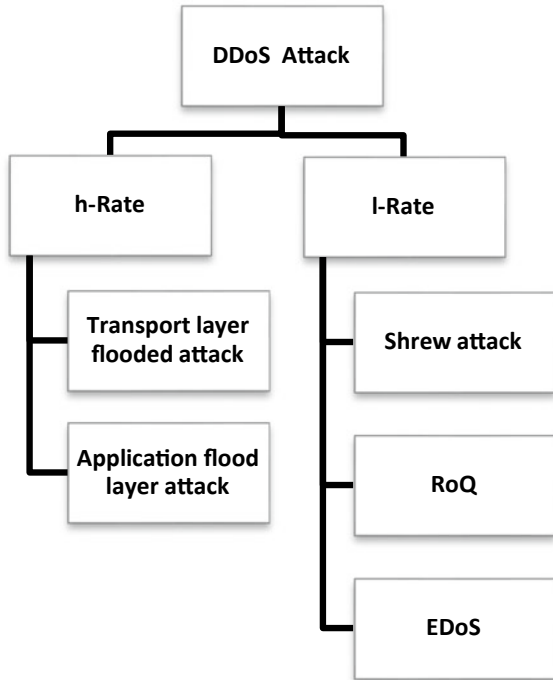 DDoS Attack
h-Rate
Transport layer
flooded attack
Application flood
layer attack
l-Rate
Shrew attack
RoQ
EDoS